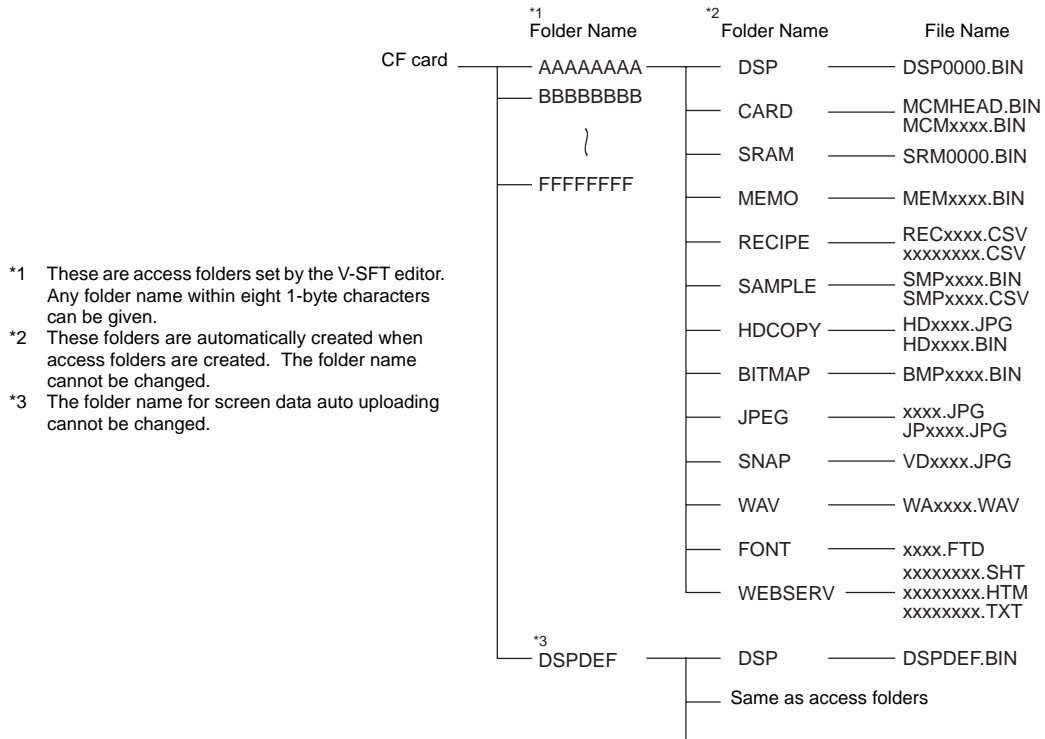 *1
*2
Folder Name
Folder Name
File Name
CF card
AAAAAAAA
DSP
DSP0000.BIN
BBBBBBBB
CARD
MCMHEAD.BIN
MCMxxxx.BIN
SRAM
SRM0000.BIN
FFFFFFFF
MEMO
MEMxxxx.BIN
RECIPE
RECxxxx.CSV
xxxxxxxx.CSV
SAMPLE
SMPxxxx.BIN
SMPxxxx.CSV
HDCOPY
HDxxxx.JPG
HDxxxx.BIN
BITMAP
BMPxxxx.BIN
JPEG
xxxx.JPG
JPxxxx.JPG
SNAP
VDxxxx.JPG
WAV
WAxxxx.WAV
FONT
xxxx.FTD
WEBSERV
xxxxxxxx.SHT
xxxxxxxx.HTM
xxxxxxxx.TXT
*3
DSPDEF
DSP
DSPDEF.BIN
Same as access folders
*1 These are access folders set by the V-SFT editor.
Any folder name within eight 1-byte characters
can be given.
*2 These folders are automatically created when
access folders are created. The folder name
cannot be changed.
*3 The folder name for screen data auto uploading
cannot be changed.